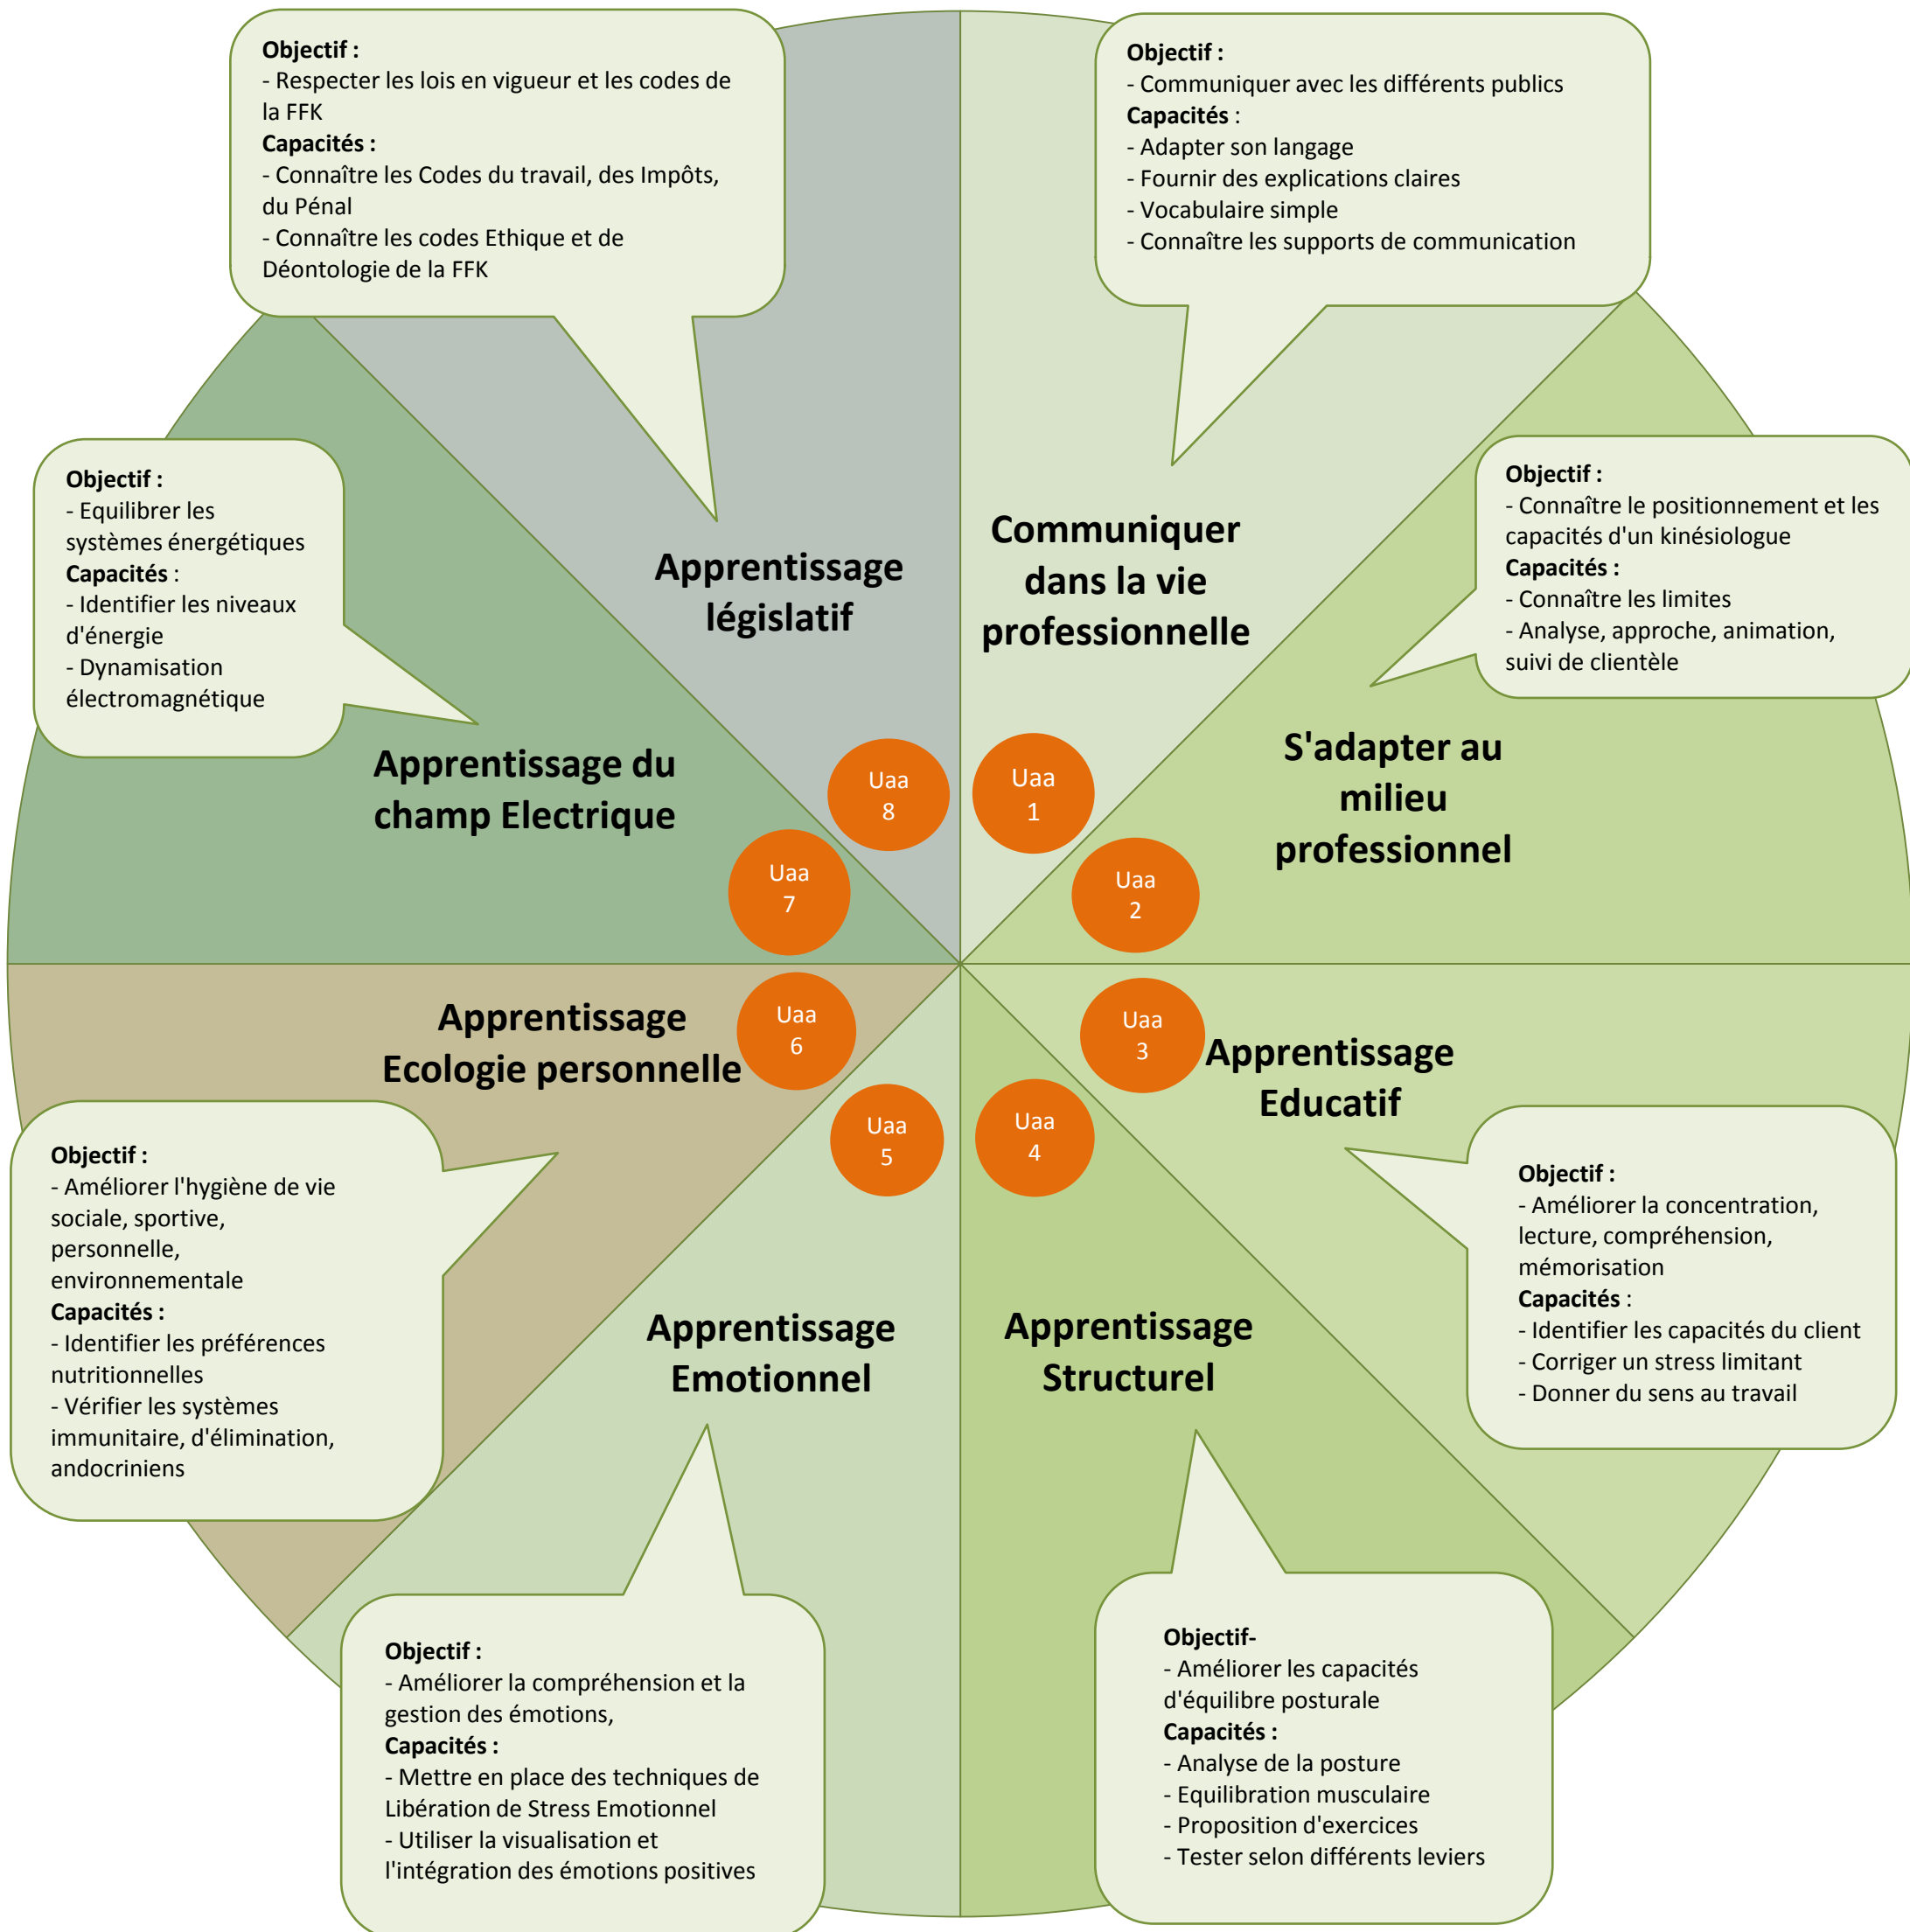 Objectif :
- Respecter les lois en vigueur et les codes de
la FFK
Capacités :
- Connaître les Codes du travail, des Impôts,
du Pénal
- Connaître les codes Ethique et de
Déontologie de la FFK
Objectif :
- Communiquer avec les différents publics
Capacités :
- Adapter son langage
- Fournir des explications claires
- Vocabulaire simple
- Connaître les supports de communication
Objectif :
- Equilibrer les
systèmes énergétiques
Capacités :
- Identifier les niveaux
d'énergie
- Dynamisation
électromagnétique
Apprentissage
législatif
Communiquer
dans la vie
professionnelle
Objectif :
- Connaître le positionnement et les
capacités d'un kinésiologue
Capacités :
- Connaître les limites
- Analyse, approche, animation,
suivi de clientèle
Apprentissage du
champ Electrique
S'adapter au
milieu
professionnel
Uaa
8
Uaa
1
Uaa
7
Uaa
2
Apprentissage
Ecologie personnelle
Uaa
6
Uaa
3
Apprentissage
Educatif
Uaa
5
Uaa
4
Objectif :
- Améliorer l'hygiène de vie
sociale, sportive,
personnelle,
environnementale
Capacités :
- Identifier les préférences
nutritionnelles
- Vérifier les systèmes
immunitaire, d'élimination,
andocriniens
Apprentissage
Emotionnel
Apprentissage
Structurel
Objectif :
- Améliorer la concentration,
lecture, compréhension,
mémorisation
Capacités :
- Identifier les capacités du client
- Corriger un stress limitant
- Donner du sens au travail
Objectif :
- Améliorer la compréhension et la
gestion des émotions,
Capacités :
- Mettre en place des techniques de
Libération de Stress Emotionnel
- Utiliser la visualisation et
l'intégration des émotions positives
Objectif-
- Améliorer les capacités
d'équilibre posturale
Capacités :
- Analyse de la posture
- Equilibration musculaire
- Proposition d'exercices
- Tester selon différents leviers